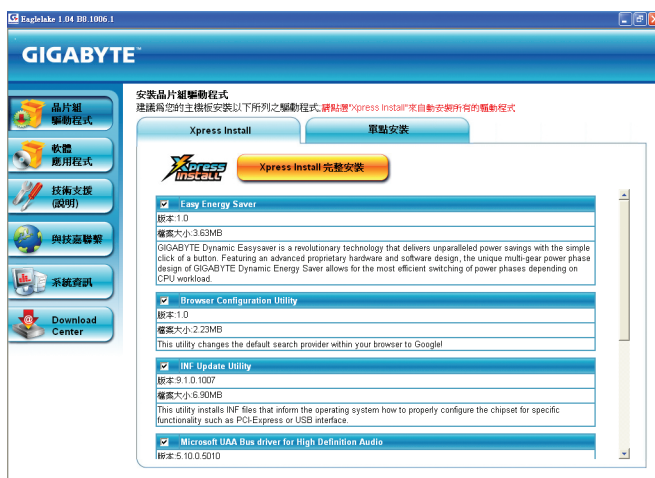 Eaglelake 1.04 B8.1006.1
GIGABYTE™
晶片組
驅動程式
軟體
應用程式
技術支援
(說明)
與技嘉聯繫
系統資訊
Download
Center
安裝晶片組驅動程式
建議為您的主機板安裝以下所列之驅動程式,請點選"Xpress Install"來自動安裝所有的驅動程式
Xpress Install
單點安裝
Xpress
Install
Xpress Install 完整安裝
Easy Energy Saver
版本:1.0
檔案大小:3.63MB
GIGABYTE Dynamic Easysaver is a revolutionary technology that delivers unparalleled power savings with the simple
click of a button. Featuring an advanced proprietary hardware and software design, the unique multi-gear power phase
design of GIGABYTE Dynamic Energy Saver allows for the most efficient switching of power phases depending on
CPU workload.
Browser Configuration Utility
版本:1.0
檔案大小:2.23MB
This utility changes the default search provider within your browser to Google!
INF Update Utility
版本:9.1.0.1007
檔案大小:6.90MB
This utility installs INF files that inform the operating system how to properly configure the chipset for specific
functionality such as PCI-Express or USB interface.
Microsoft UAA Bus driver for High Definition Audio
版本:5.10.0.5010